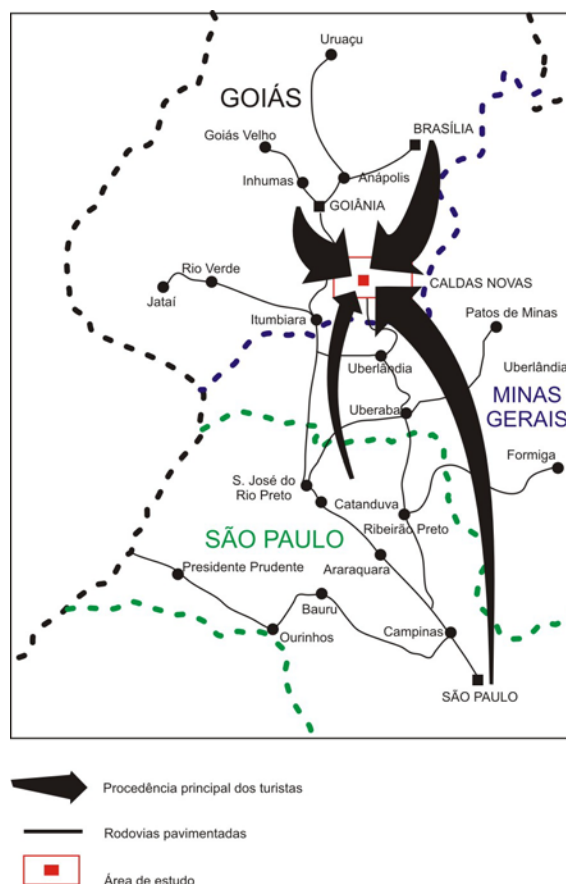 Uruaçu
GOIÁS
BRASÍLIA
Goiás Velho
Inhumas
Anápolis
GOIÂNIA
Rio Verde
CALDAS NOVAS
Jataí
Patos de Minas
Itumbiara
Uberlândia
Uberlândia
MINAS
GERAIS
Uberaba
Formiga
S. José do
Rio Preto
Catanduva
Ribeirão Preto
SÃO PAULO
Araraquara
Presidente Prudente
Bauru
Ourinhos
Campinas
SÃO PAULO
Procedência principal dos turistas
Rodovias pavimentadas
Área de estudo